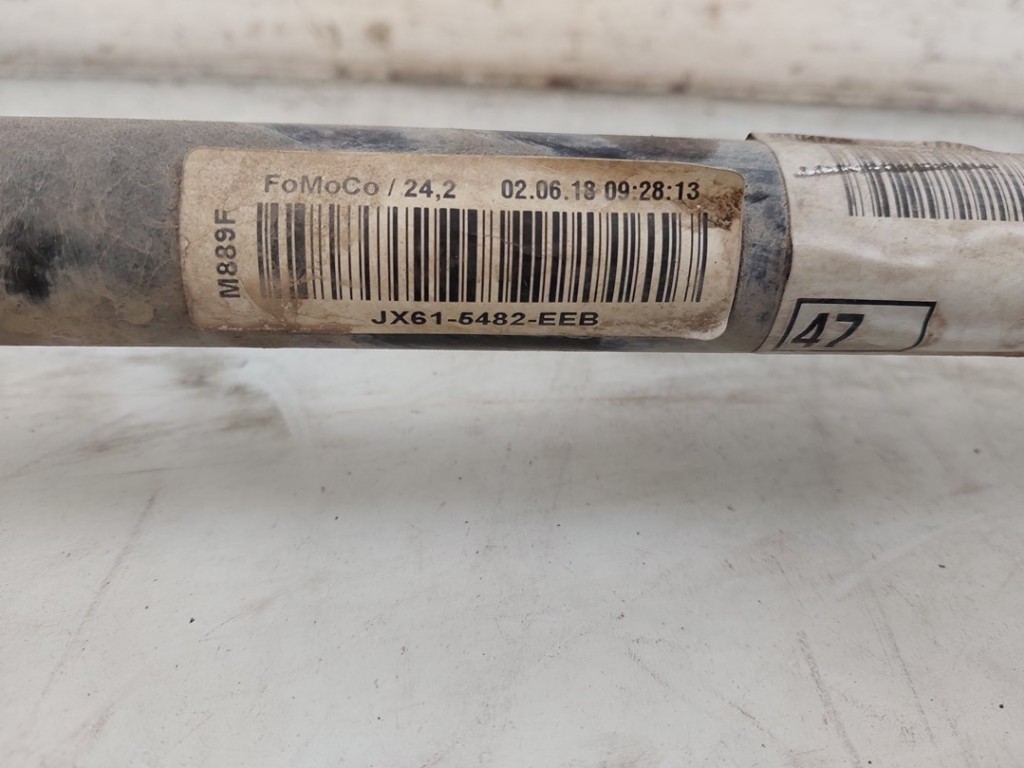 FoMoCo / 24,2 02.06.18 09:28:13
M889F
JX61-5482-EEB
47